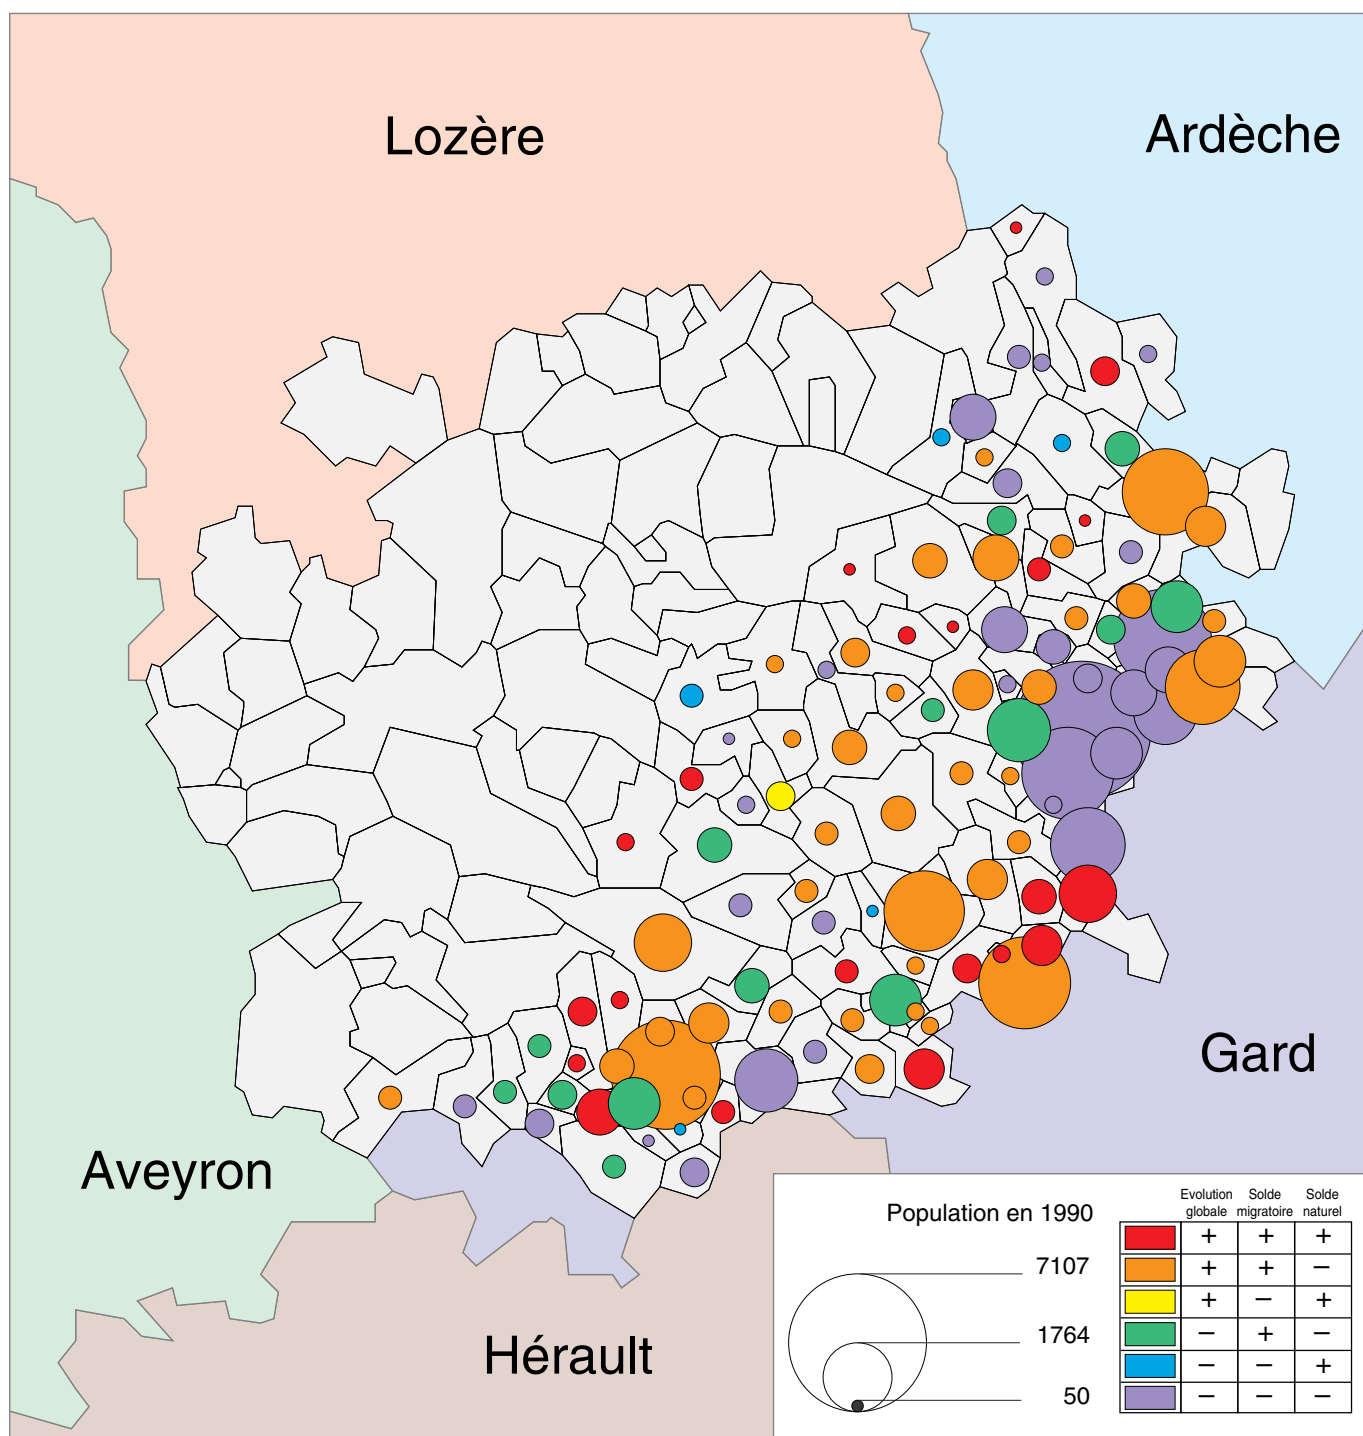 Lozère
Ardèche
Gard
Aveyron
Hérault
Population en 1990
7107
1764
50
Evolution globale
Solde migratoire
Solde naturel
+ + +
+ + −
+ − +
− + −
− − +
− − −